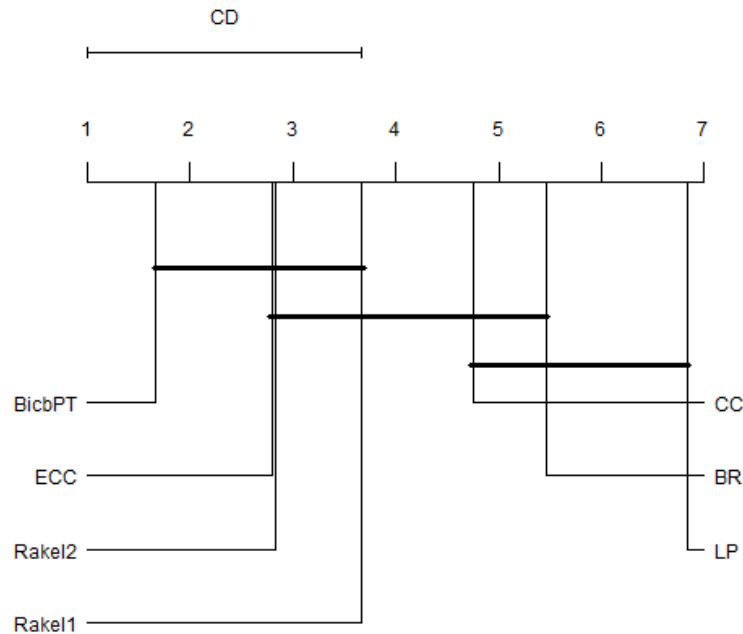 CD
1 2 3 4 5 6 7
BicbPT CC
ECC BR
Rakel2 LP
Rakel1